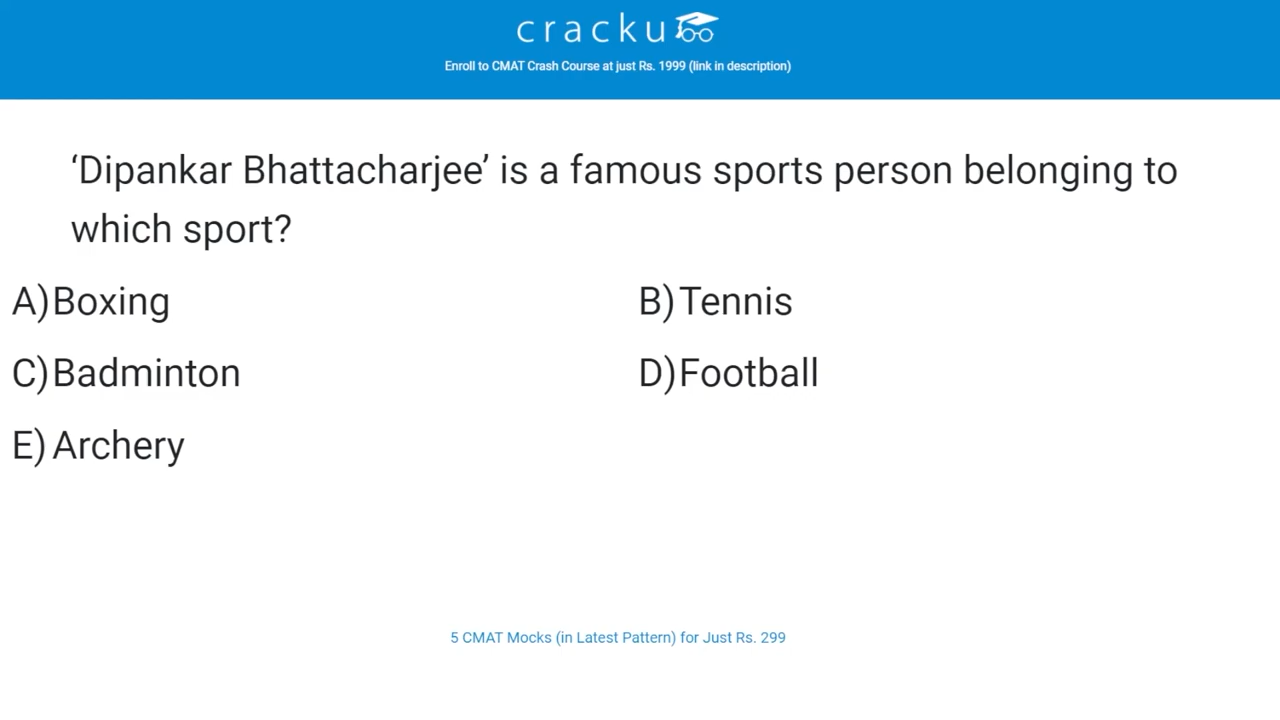 cracku
Enroll to CMAT Crash Course at just Rs. 1999 (link in description)
‘Dipankar Bhattacharjee’ is a famous sports person belonging to
which sport?
A) Boxing
B) Tennis
C) Badminton
D) Football
E) Archery
5 CMAT Mocks (in Latest Pattern) for Just Rs. 299